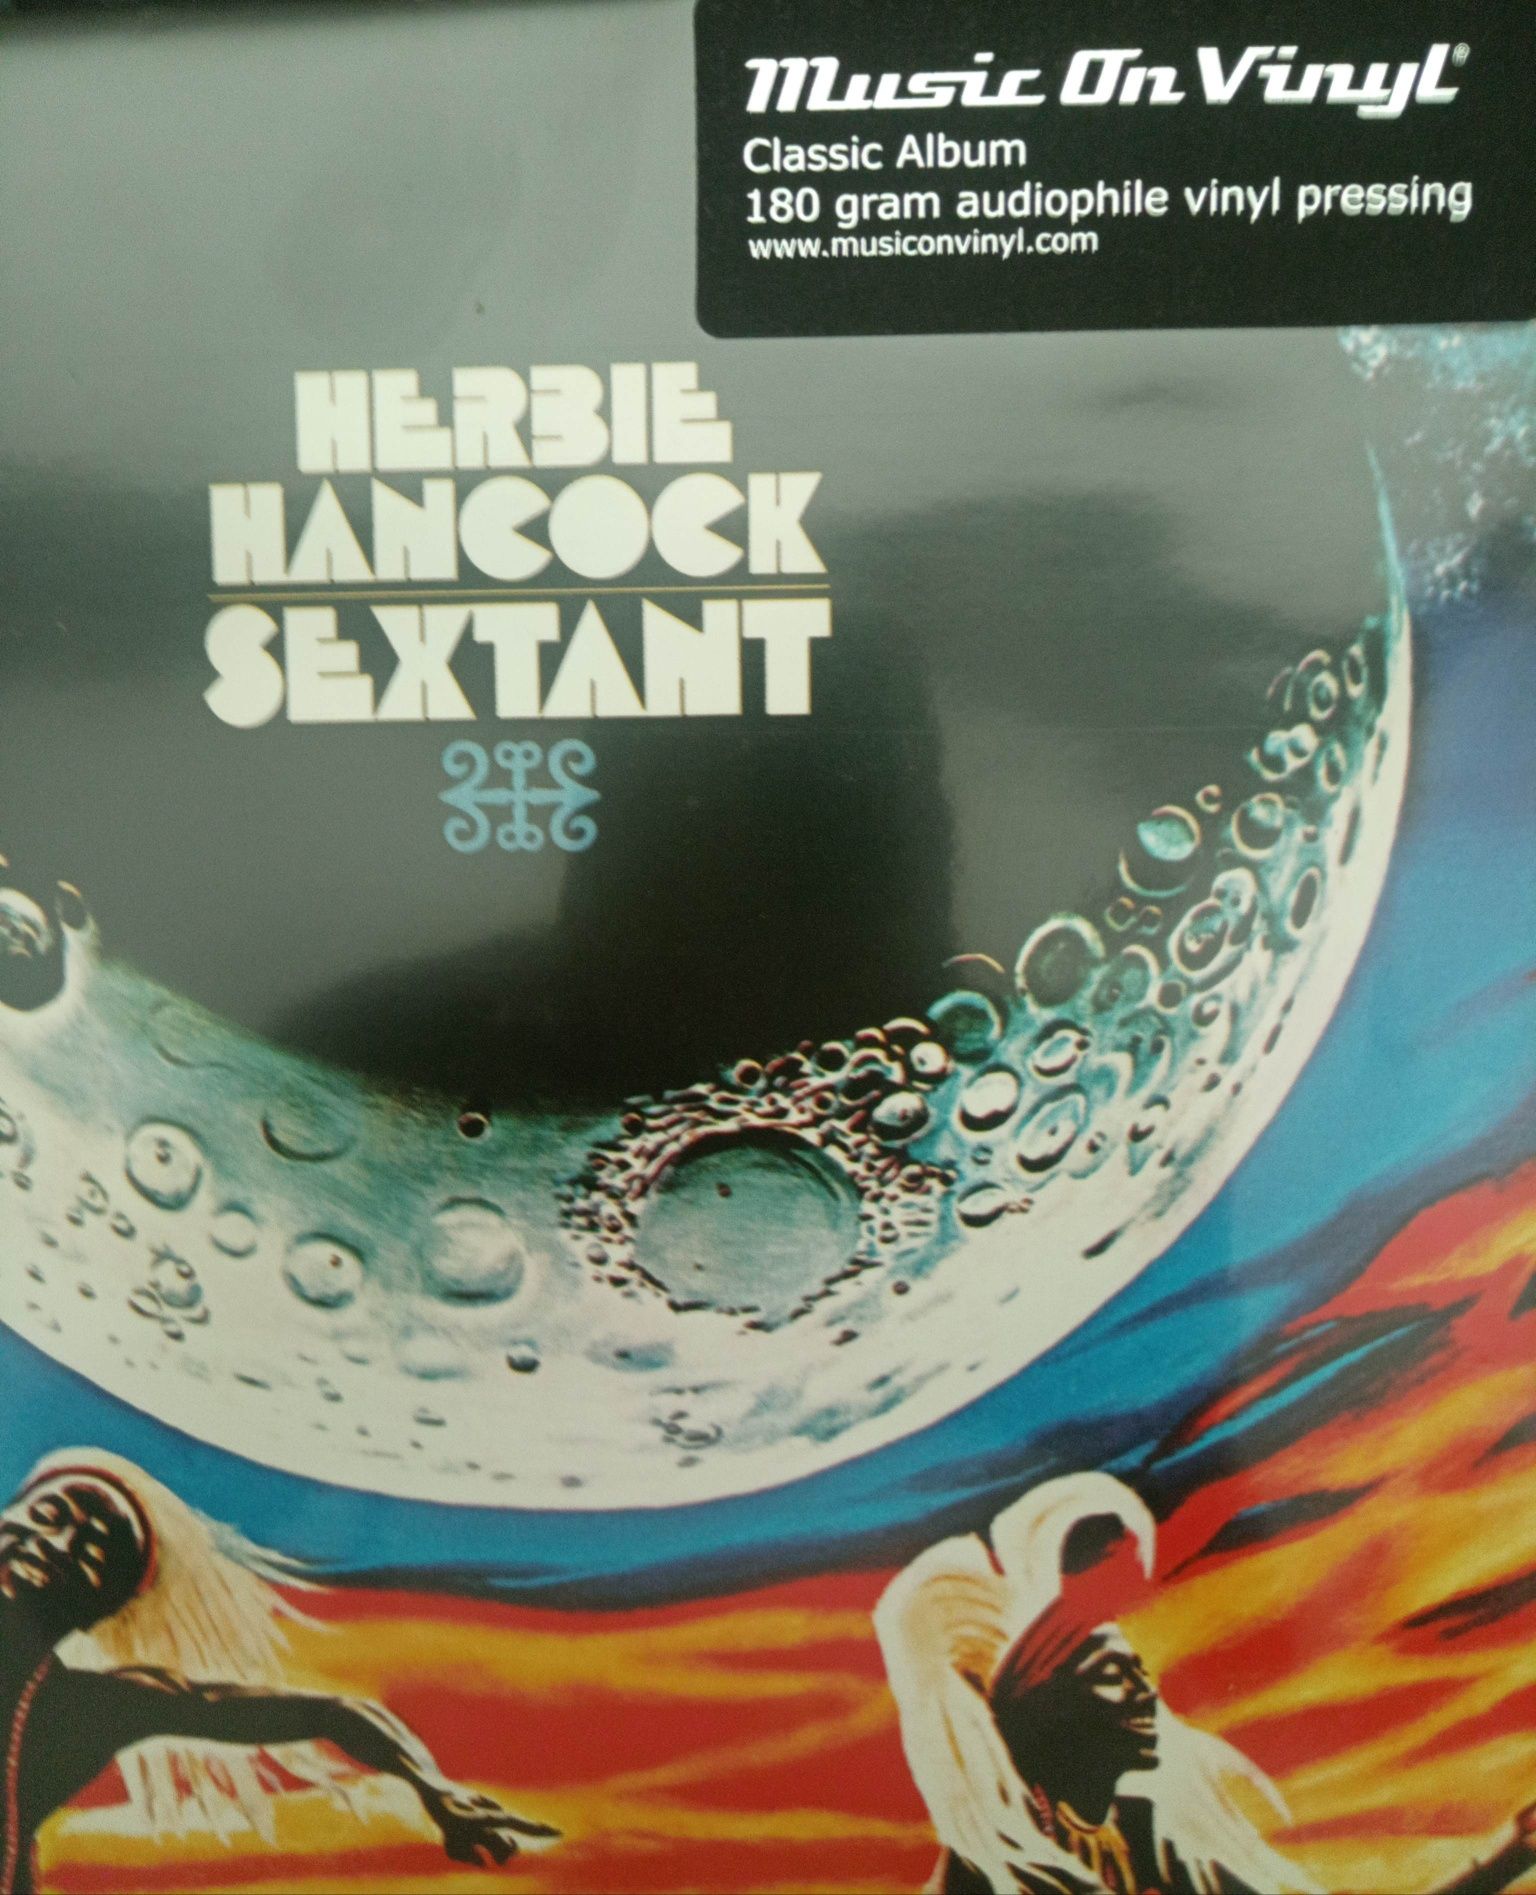 Music On Vinyl®
Classic Album
180 gram audiophile vinyl pressing
www.musiconvinyl.com
HERBIE
HANCOCK
SEXTANT